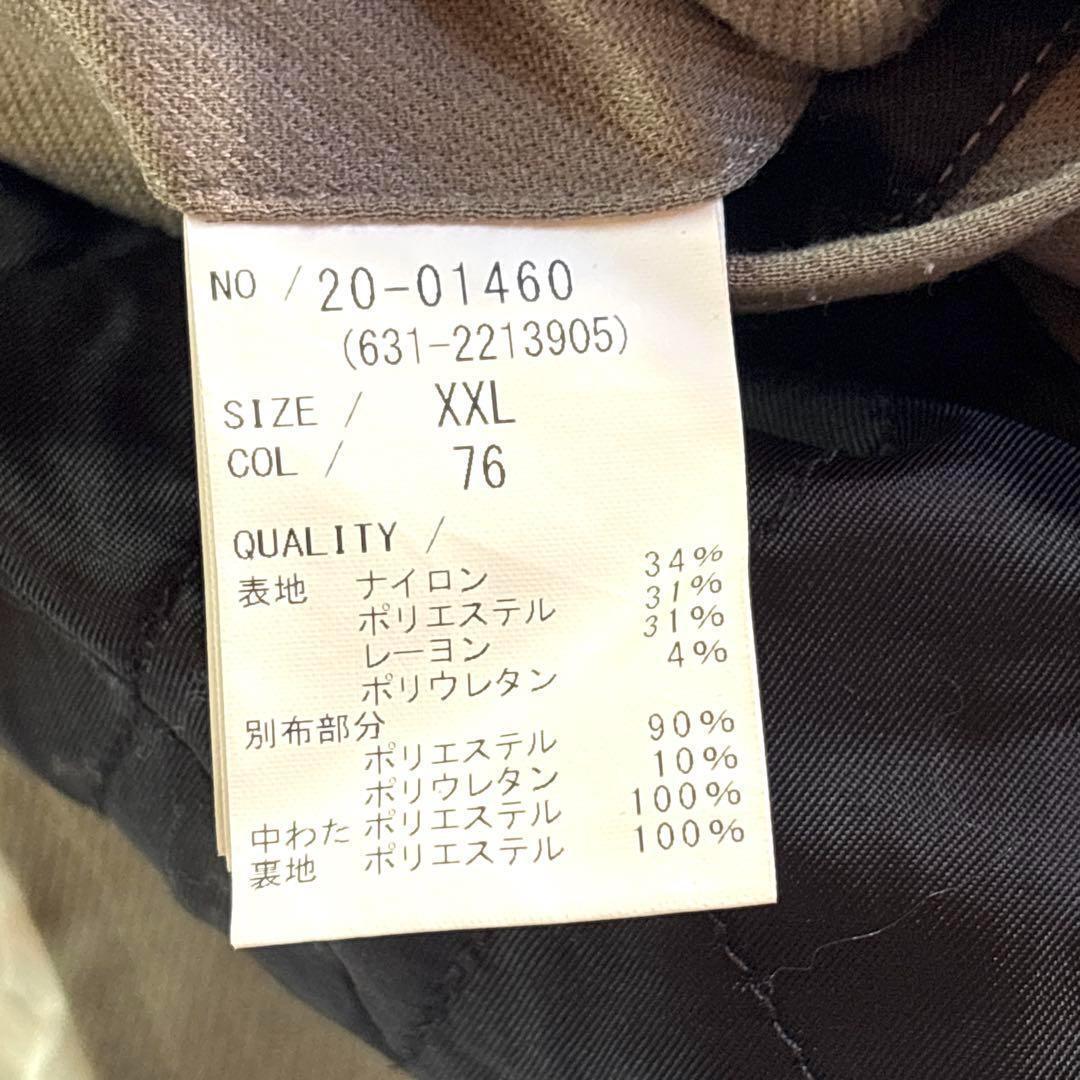 NO / 20-01460
(631-2213905)
SIZE / XXL
COL / 76
QUALITY /
表地 ナイロン 34%
ポリエステル 31%
レーヨン 31%
ポリウレタン 4%
別布部分
ポリエステル 90%
ポリウレタン 10%
中わた ポリエステル 100%
裏地 ポリエステル 100%